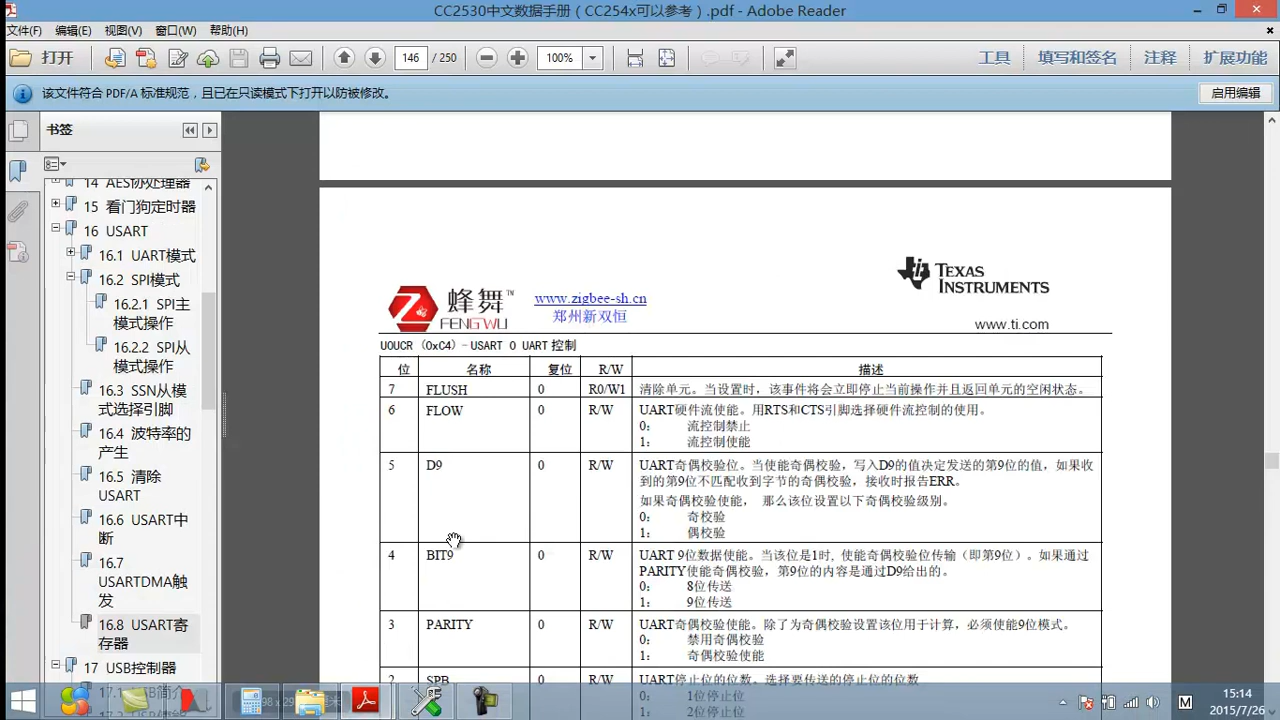 CC2530中文数据手册（CC254x可以参考）.pdf - Adobe Reader
文件(F) 编辑(E) 视图(V) 窗口(W) 帮助(H)
打开 146 / 250 100% 工具 填写和签名 注释 扩展功能
该文件符合 PDF/A 标准规范，且已在只读模式下打开以防被修改。 启用编辑
书签
14 AES协处理器
15 看门狗定时器
16 USART
16.1 UART模式
16.2 SPI模式
16.2.1 SPI主
模式操作
16.2.2 SPI从
模式操作
16.3 SSN从模
式选择引脚
16.4 波特率的
产生
16.5 清除
USART
16.6 USART中
断
16.7
USARTDMA触
发
16.8 USART寄
存器
17 USB控制器
蜂舞™
FENGWU
www.zigbee-sh.cn
郑州新双恒
TEXAS
INSTRUMENTS
www.ti.com
U0UCR (0xC4) - USART 0 UART 控制
位 名称 复位 R/W 描述
7 FLUSH 0 R0/W1 清除单元。当设置时，该事件将会立即停止当前操作并且返回单元的空闲状态。
6 FLOW 0 R/W UART硬件流使能。用RTS和CTS引脚选择硬件流控制的使用。
0: 流控制禁止
1: 流控制使能
5 D9 0 R/W UART奇偶校验位。当使能奇偶校验，写入D9的值决定发送的第9位的值，如果收
到的第9位不匹配收到字节的奇偶校验，接收时报告ERR。
如果奇偶校验使能， 那么该位设置以下奇偶校验级别。
0: 奇校验
1: 偶校验
4 BIT9 0 R/W UART 9位数据使能。当该位是1时, 使能奇偶校验位传输（即第9位）。如果通过
PARITY使能奇偶校验，第9位的内容是通过D9给出的。
0: 8位传送
1: 9位传送
3 PARITY 0 R/W UART奇偶校验使能。除了为奇偶校验设置该位用于计算，必须使能9位模式。
0: 禁用奇偶校验
1: 奇偶校验使能
2 SPB 0 R/W UART停止位的位数。选择要传送的停止位的位数
0: 1位停止位
1: 2位停止位
M
15:14
2015/7/26